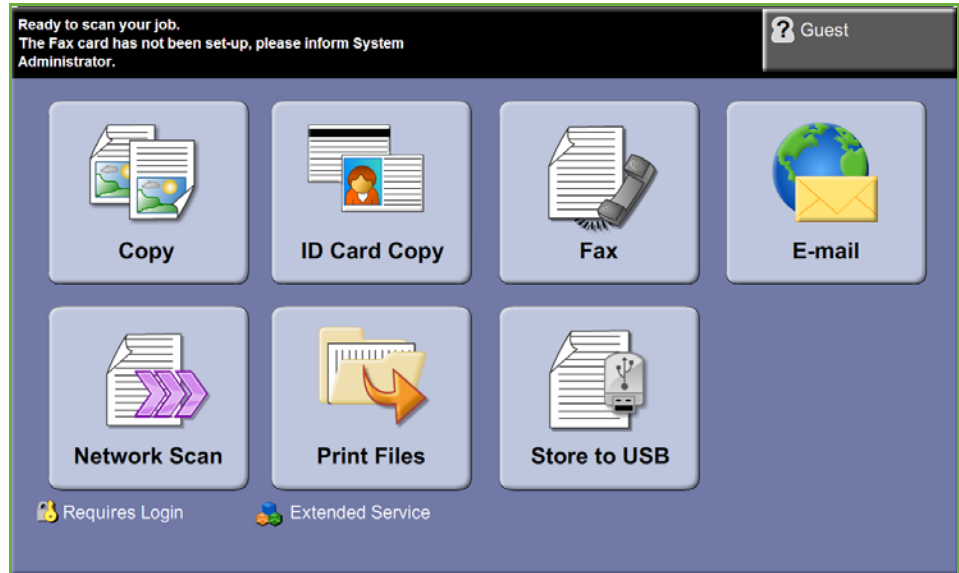 Ready to scan your job.
The Fax card has not been set-up, please inform System
Administrator.
? Guest
Copy
ID Card Copy
Fax
E-mail
Network Scan
Print Files
Store to USB
Requires Login
Extended Service